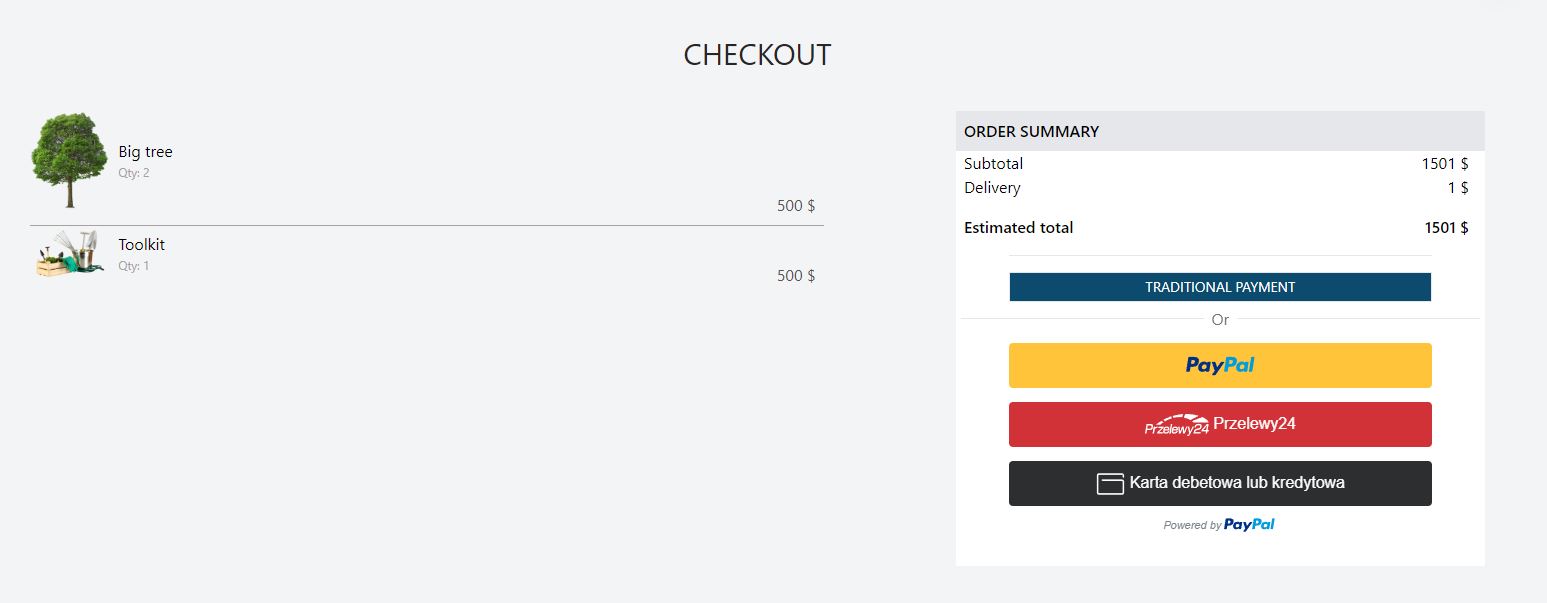 CHECKOUT
Big tree
Qty: 2
500 $
Toolkit
Qty: 1
500 $
ORDER SUMMARY
Subtotal 1501 $
Delivery 1 $
Estimated total 1501 $
TRADITIONAL PAYMENT
Or
PayPal
Przelewy24 Przelewy24
Karta debetowa lub kredytowa
Powered by PayPal